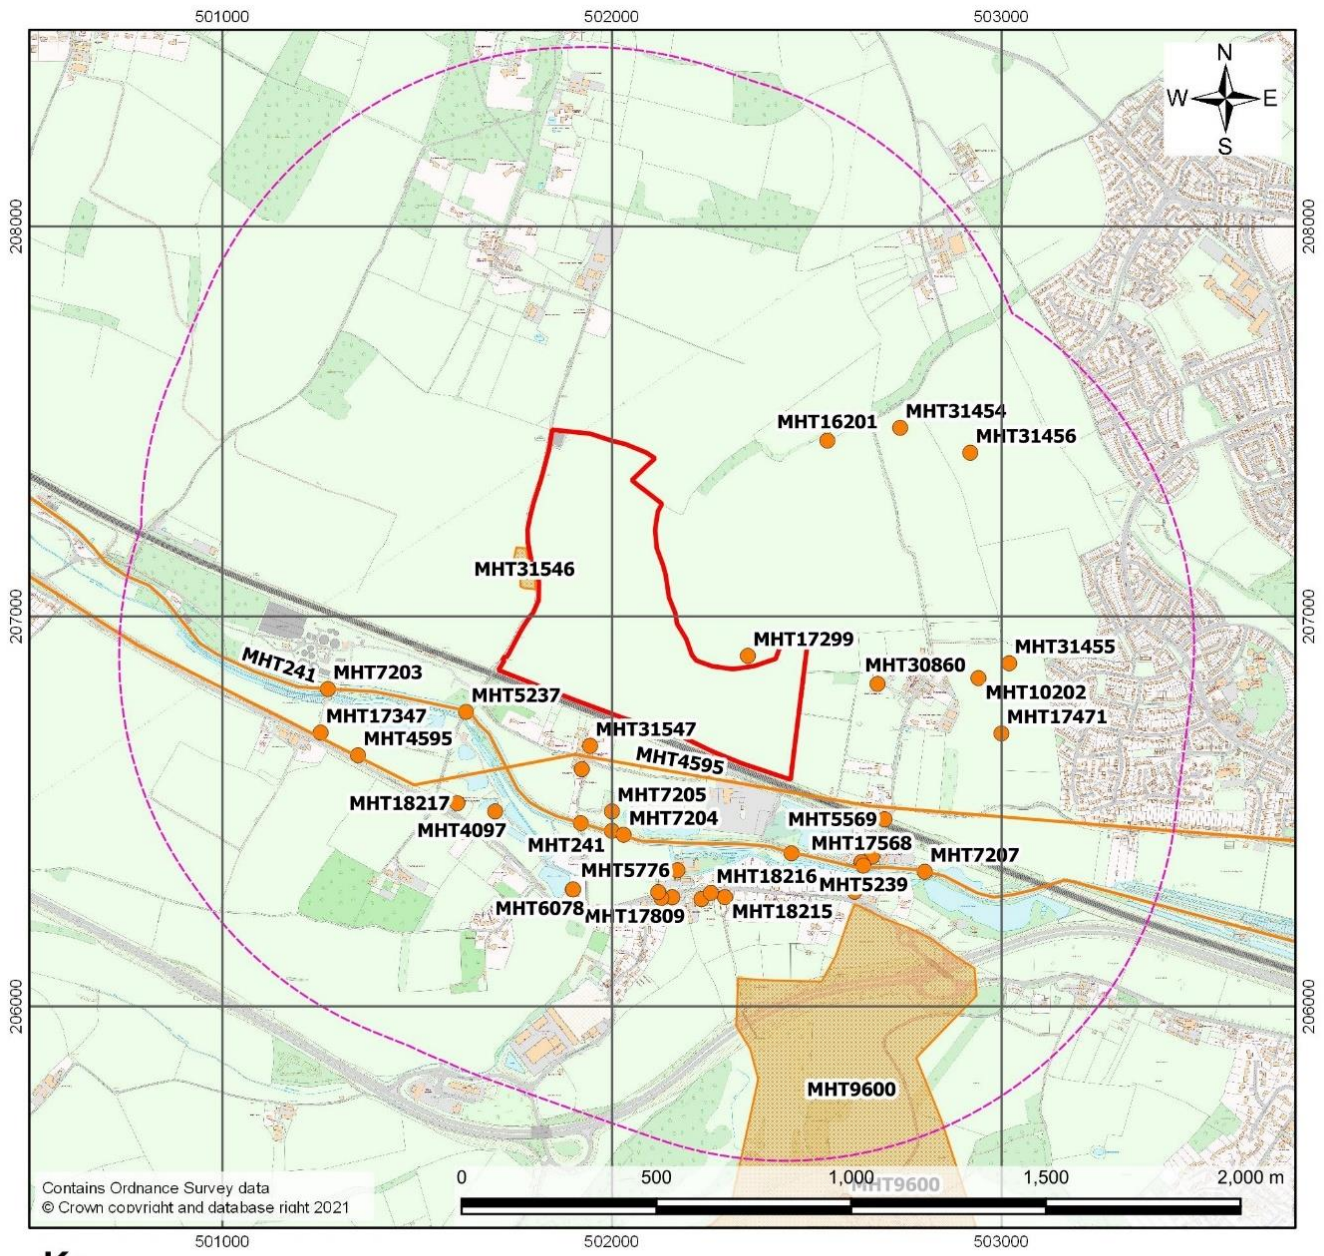 501000 502000 503000
N
W E
S
208000 208000
MHT16201 MHT31454
MHT31456
MHT31546
207000 207000
MHT17299
MHT31455
MHT30860
MHT10202
MHT241 MHT7203
MHT5237
MHT17347
MHT17471
MHT31547
MHT4595 MHT4595
MHT18217
MHT7205
MHT4097
MHT7204
MHT5569
MHT241
MHT17568
MHT7207
MHT5776
MHT18216
MHT5239
MHT6078
MHT17809
MHT18215
206000 206000
MHT9600
MHT9600
0 500 1,000 1,500 2,000 m
Contains Ordnance Survey data
© Crown copyright and database right 2021
501000 502000 503000